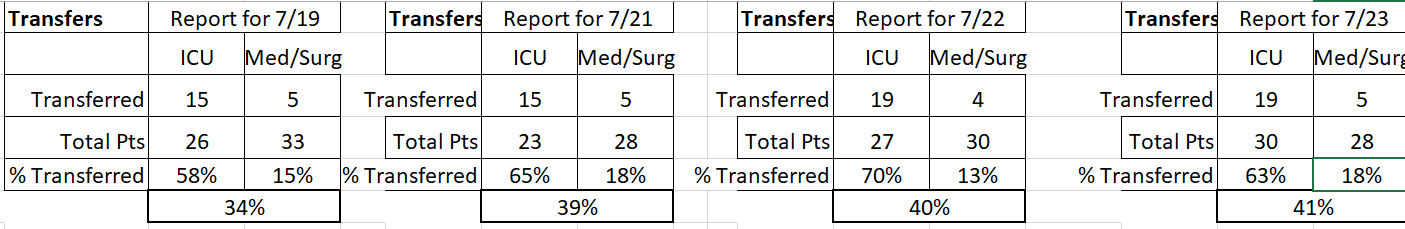 Transfers Report for 7/19 Transfers Report for 7/21 Transfers Report for 7/22 Transfers Report for 7/23
ICU Med/Surg ICU Med/Surg ICU Med/Surg ICU Med/Surg
Transferred 15 5 Transferred 15 5 Transferred 19 4 Transferred 19 5
Total Pts 26 33 Total Pts 23 28 Total Pts 27 30 Total Pts 30 28
% Transferred 58% 15% % Transferred 65% 18% % Transferred 70% 13% % Transferred 63% 18%
34% 39% 40% 41%